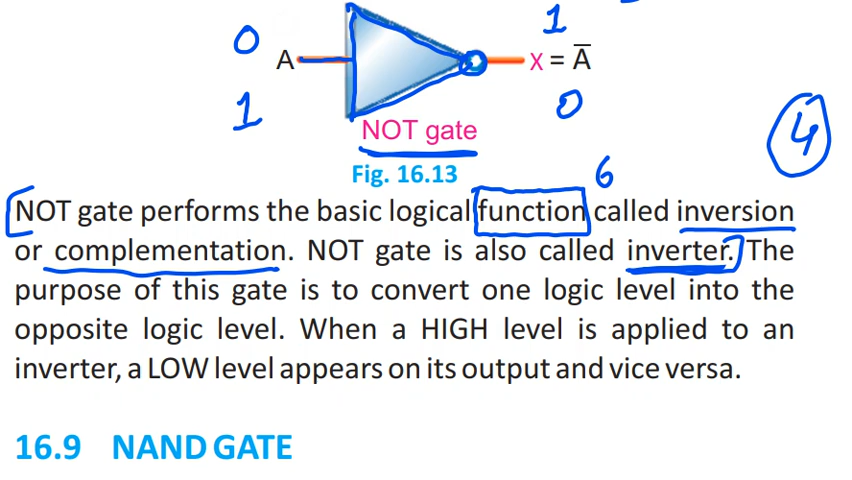 0 1
A X = A̅
1 0
NOT gate
4
Fig. 16.13
6
NOT gate performs the basic logical function called inversion
or complementation. NOT gate is also called inverter. The
purpose of this gate is to convert one logic level into the
opposite logic level. When a HIGH level is applied to an
inverter, a LOW level appears on its output and vice versa.
16.9 NAND GATE